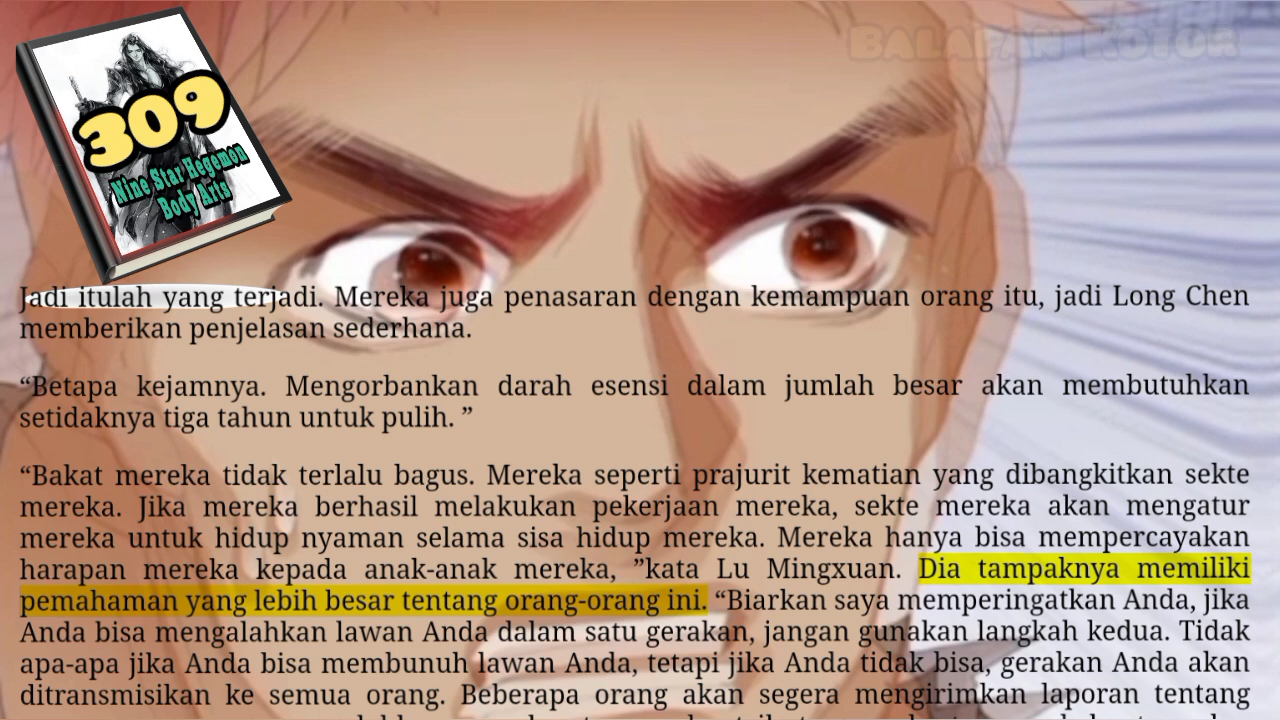 BALAPAN KOTOR
309
Nine Star Hegemon
Body Arts
Jadi itulah yang terjadi. Mereka juga penasaran dengan kemampuan orang itu, jadi Long Chen
memberikan penjelasan sederhana.
“Betapa kejamnya. Mengorbankan darah esensi dalam jumlah besar akan membutuhkan
setidaknya tiga tahun untuk pulih. ”
“Bakat mereka tidak terlalu bagus. Mereka seperti prajurit kematian yang dibangkitkan sekte
mereka. Jika mereka berhasil melakukan pekerjaan mereka, sekte mereka akan mengatur
mereka untuk hidup nyaman selama sisa hidup mereka. Mereka hanya bisa mempercayakan
harapan mereka kepada anak-anak mereka, ”kata Lu Mingxuan. Dia tampaknya memiliki
pemahaman yang lebih besar tentang orang-orang ini. “Biarkan saya memperingatkan Anda, jika
Anda bisa mengalahkan lawan Anda dalam satu gerakan, jangan gunakan langkah kedua. Tidak
apa-apa jika Anda bisa membunuh lawan Anda, tetapi jika Anda tidak bisa, gerakan Anda akan
ditransmisikan ke semua orang. Beberapa orang akan segera mengirimkan laporan tentang